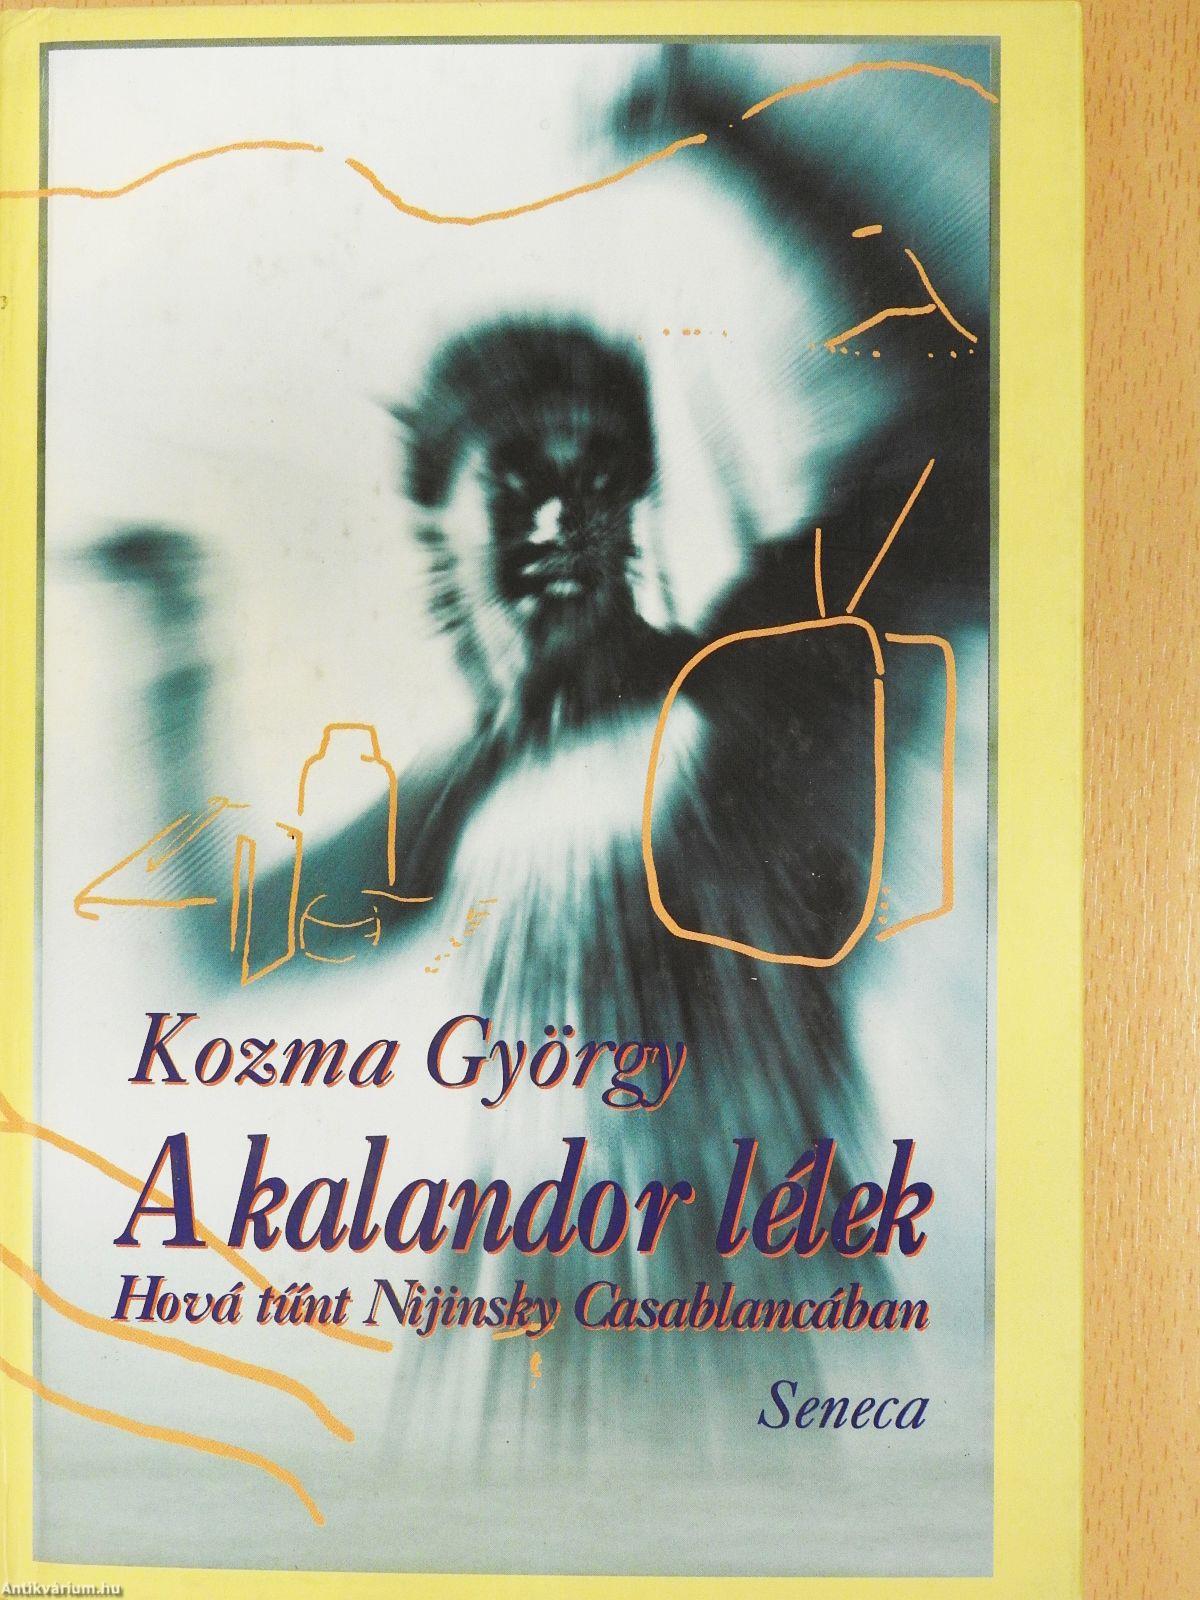 Kozma György
A kalandor lélek
Hová tűnt Nijinsky Casablancában
Seneca
Antikvárium.hu